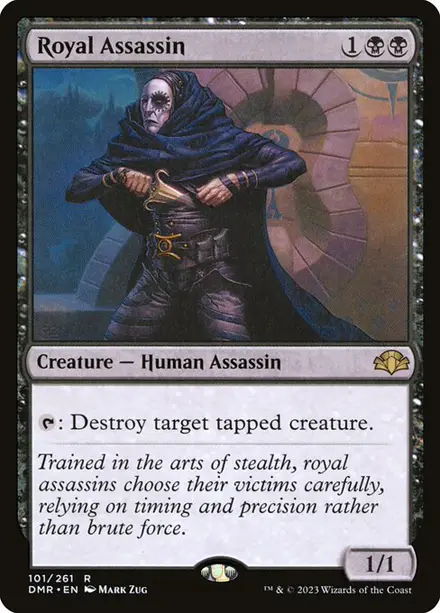 Royal Assassin 1
Creature — Human Assassin
: Destroy target tapped creature.
Trained in the arts of stealth, royal
assassins choose their victims carefully,
relying on timing and precision rather
than brute force.
1/1
101/261 R
DMR • EN Mark Zug
™ & © 2023 Wizards of the Coast